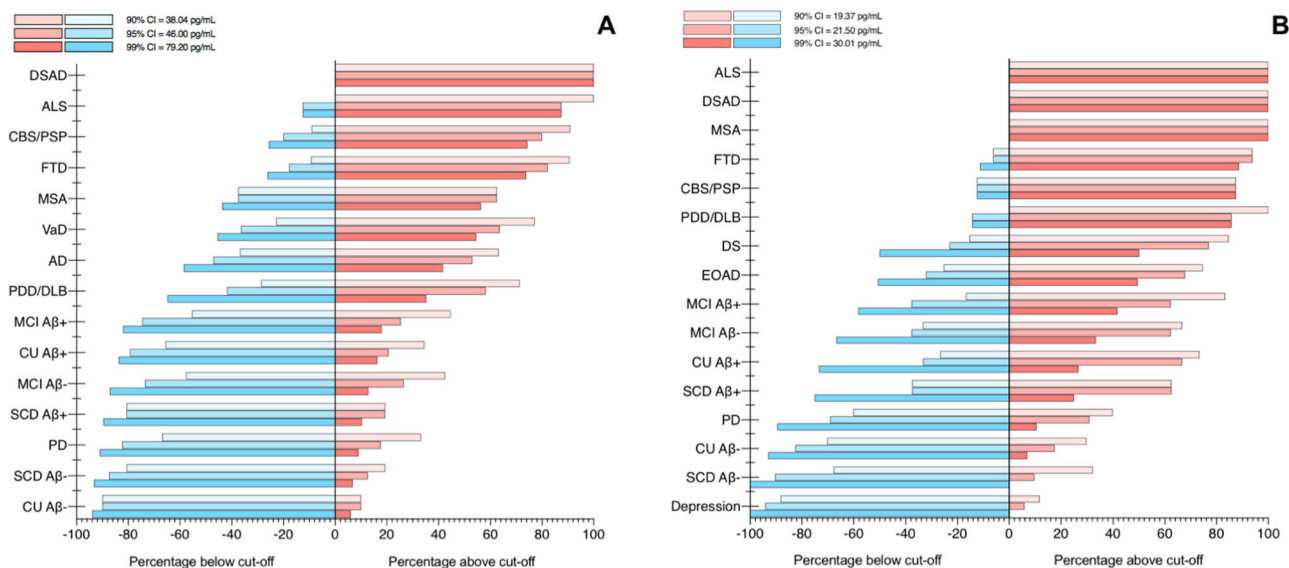 A
90% CI = 38.04 pg/mL
95% CI = 46.00 pg/mL
99% CI = 79.20 pg/mL
DSAD
ALS
CBS/PSP
FTD
MSA
VaD
AD
PDD/DLB
MCI Aβ+
CU Aβ+
MCI Aβ-
SCD Aβ+
PD
SCD Aβ-
CU Aβ-
-100 -80 -60 -40 -20 0 20 40 60 80 100
Percentage below cut-off Percentage above cut-off
B
90% CI = 19.37 pg/mL
95% CI = 21.50 pg/mL
99% CI = 30.01 pg/mL
ALS
DSAD
MSA
FTD
CBS/PSP
PDD/DLB
DS
EOAD
MCI Aβ+
MCI Aβ-
CU Aβ+
SCD Aβ+
PD
CU Aβ-
SCD Aβ-
Depression
-100 -80 -60 -40 -20 0 20 40 60 80 100
Percentage below cut-off Percentage above cut-off